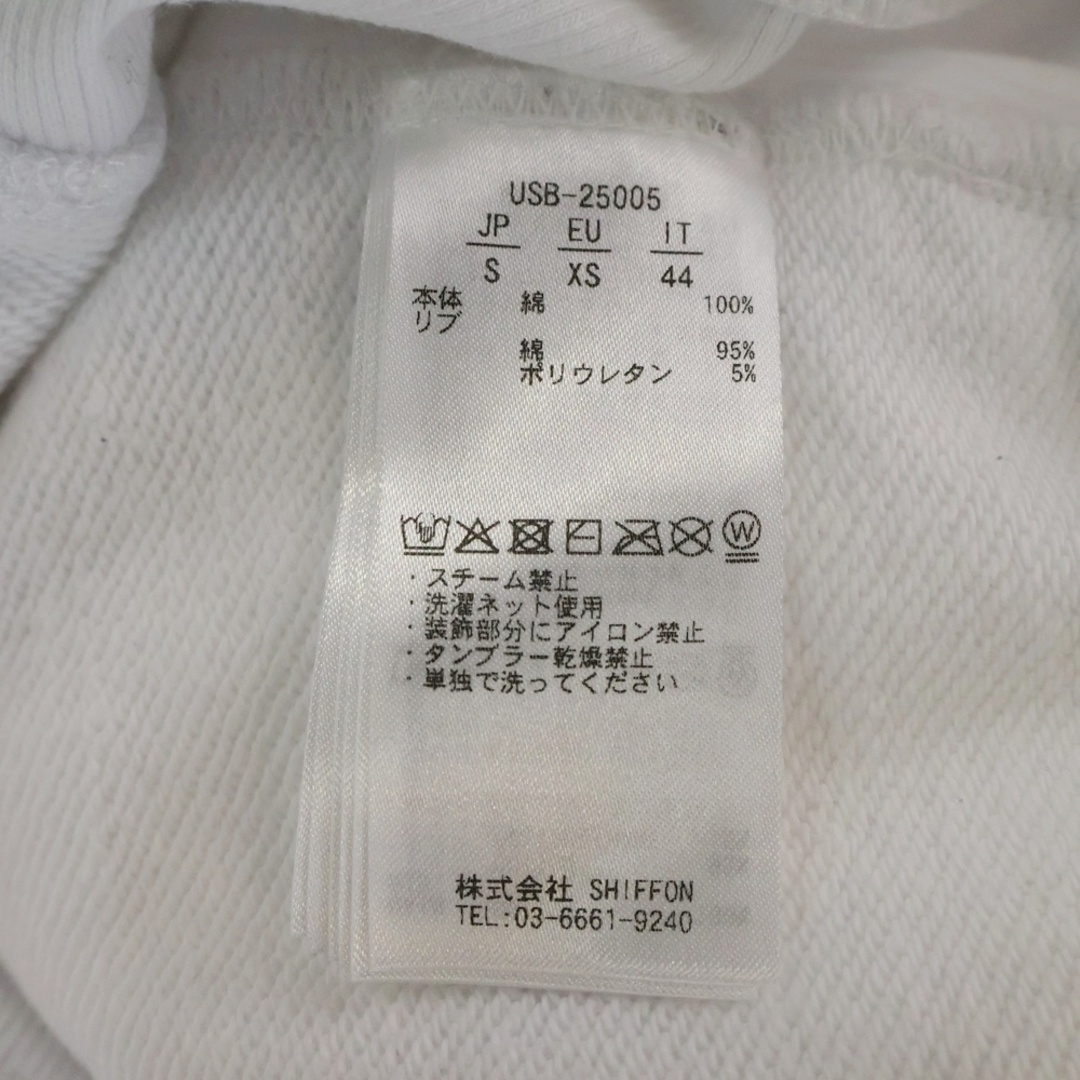 USB-25005
JP EU IT
S XS 44
本体 綿 100%
リブ
綿 95%
ポリウレタン 5%
W
・スチーム禁止
・洗濯ネット使用
・装飾部分にアイロン禁止
・タンブラー乾燥禁止
・単独で洗ってください
株式会社 SHIFFON
TEL:03-6661-9240